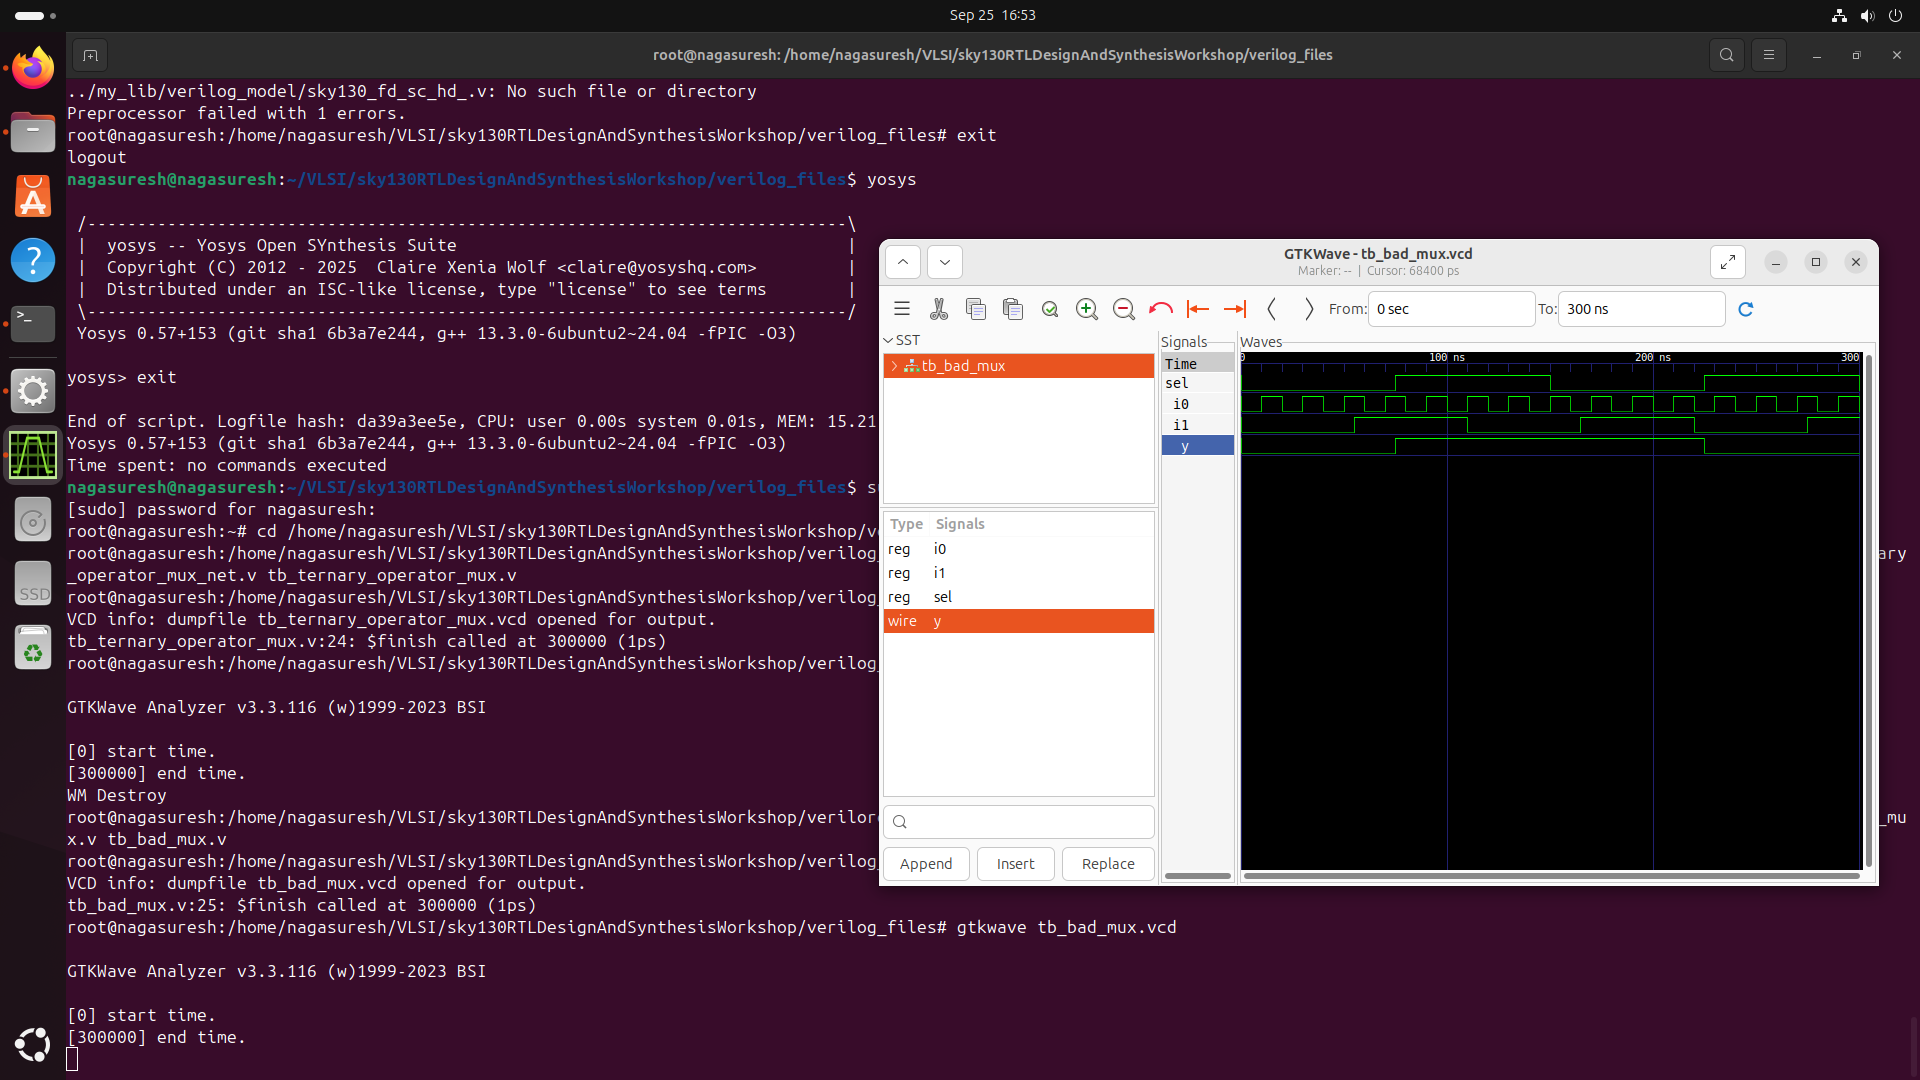 Sep 25 16:53
root@nagasuresh: /home/nagasuresh/VLSI/sky130RTLDesignAndSynthesisWorkshop/verilog_files
../my_lib/verilog_model/sky130_fd_sc_hd_.v: No such file or directory
Preprocessor failed with 1 errors.
root@nagasuresh:/home/nagasuresh/VLSI/sky130RTLDesignAndSynthesisWorkshop/verilog_files# exit
logout
nagasuresh@nagasuresh:~/VLSI/sky130RTLDesignAndSynthesisWorkshop/verilog_files$ yosys
/----------------------------------------------------------------------------\
| yosys -- Yosys Open SYnthesis Suite |
| Copyright (C) 2012 - 2025 Claire Xenia Wolf <claire@yosyshq.com> |
| Distributed under an ISC-like license, type "license" to see terms |
\----------------------------------------------------------------------------/
Yosys 0.57+153 (git sha1 6b3a7e244, g++ 13.3.0-6ubuntu2~24.04 -fPIC -O3)
yosys> exit
End of script. Logfile hash: da39a3ee5e, CPU: user 0.00s system 0.01s, MEM: 15.21
Yosys 0.57+153 (git sha1 6b3a7e244, g++ 13.3.0-6ubuntu2~24.04 -fPIC -O3)
Time spent: no commands executed
nagasuresh@nagasuresh:~/VLSI/sky130RTLDesignAndSynthesisWorkshop/verilog_files$ s
[sudo] password for nagasuresh:
root@nagasuresh:~# cd /home/nagasuresh/VLSI/sky130RTLDesignAndSynthesisWorkshop/v
root@nagasuresh:/home/nagasuresh/VLSI/sky130RTLDesignAndSynthesisWorkshop/verilog_ ary
_operator_mux_net.v tb_ternary_operator_mux.v
root@nagasuresh:/home/nagasuresh/VLSI/sky130RTLDesignAndSynthesisWorkshop/verilog_
VCD info: dumpfile tb_ternary_operator_mux.vcd opened for output.
tb_ternary_operator_mux.v:24: $finish called at 300000 (1ps)
root@nagasuresh:/home/nagasuresh/VLSI/sky130RTLDesignAndSynthesisWorkshop/verilog_
GTKWave Analyzer v3.3.116 (w)1999-2023 BSI
[0] start time.
[300000] end time.
WM Destroy
root@nagasuresh:/home/nagasuresh/VLSI/sky130RTLDesignAndSynthesisWorkshop/verilor _mu
x.v tb_bad_mux.v
root@nagasuresh:/home/nagasuresh/VLSI/sky130RTLDesignAndSynthesisWorkshop/verilog_
VCD info: dumpfile tb_bad_mux.vcd opened for output.
tb_bad_mux.v:25: $finish called at 300000 (1ps)
root@nagasuresh:/home/nagasuresh/VLSI/sky130RTLDesignAndSynthesisWorkshop/verilog_files# gtkwave tb_bad_mux.vcd
GTKWave Analyzer v3.3.116 (w)1999-2023 BSI
[0] start time.
[300000] end time.
SSD
GTKWave - tb_bad_mux.vcd
Marker: -- | Cursor: 68400 ps
From: 0 sec To: 300 ns
SST
tb_bad_mux
Type Signals
reg i0
reg i1
reg sel
wire y
Append Insert Replace
Signals
Time
sel
i0
i1
y
Waves
0 100 ns 200 ns 300